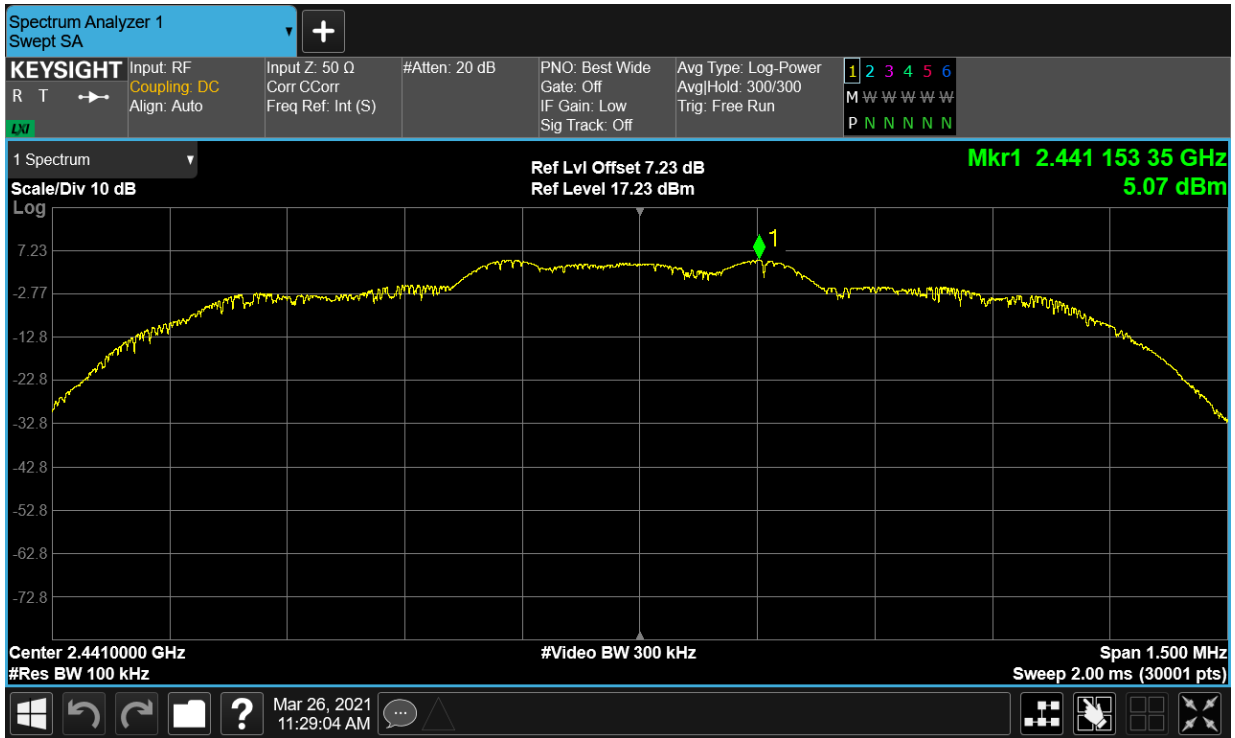 Spectrum Analyzer 1
Swept SA
KEYSIGHT
R T
LXI
Input: RF
Coupling: DC
Align: Auto
Input Z: 50 Ω
Corr CCorr
Freq Ref: Int (S)
#Atten: 20 dB
PNO: Best Wide
Gate: Off
IF Gain: Low
Sig Track: Off
Avg Type: Log-Power
Avg|Hold: 300/300
Trig: Free Run
1 2 3 4 5 6
M W W W W W
P N N N N N
1 Spectrum
Scale/Div 10 dB
Log
Ref Lvl Offset 7.23 dB
Ref Level 17.23 dBm
Mkr1 2.441 153 35 GHz
5.07 dBm
1
7.23
-2.77
-12.8
-22.8
-32.8
-42.8
-52.8
-62.8
-72.8
Center 2.4410000 GHz
#Res BW 100 kHz
#Video BW 300 kHz
Span 1.500 MHz
Sweep 2.00 ms (30001 pts)
?
Mar 26, 2021
11:29:04 AM